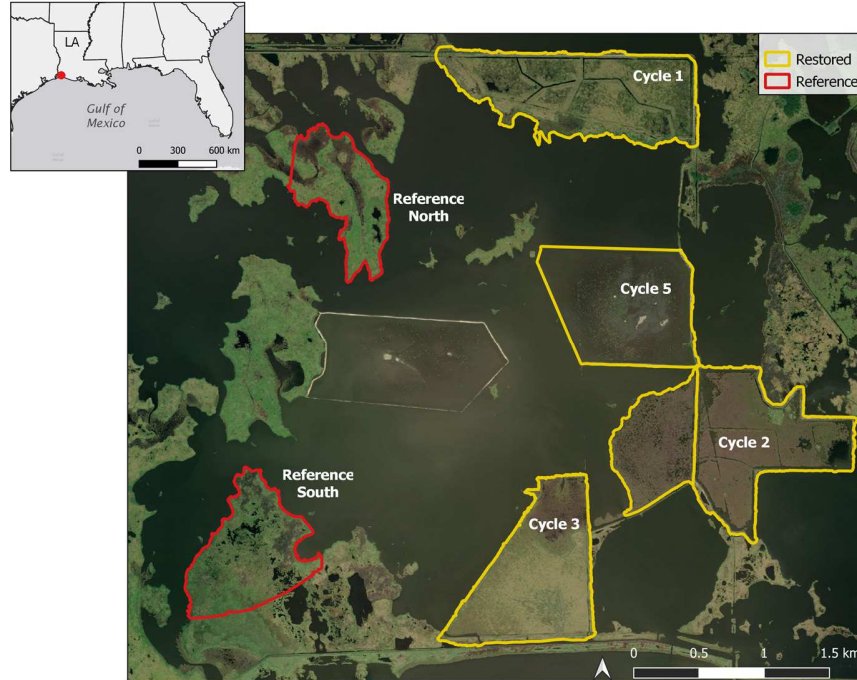 LA
Gulf of
Mexico
0 300 600 km
Restored
Reference
Cycle 1
Reference
North
Cycle 5
Cycle 2
Reference
South
Cycle 3
0 0.5 1 1.5 km